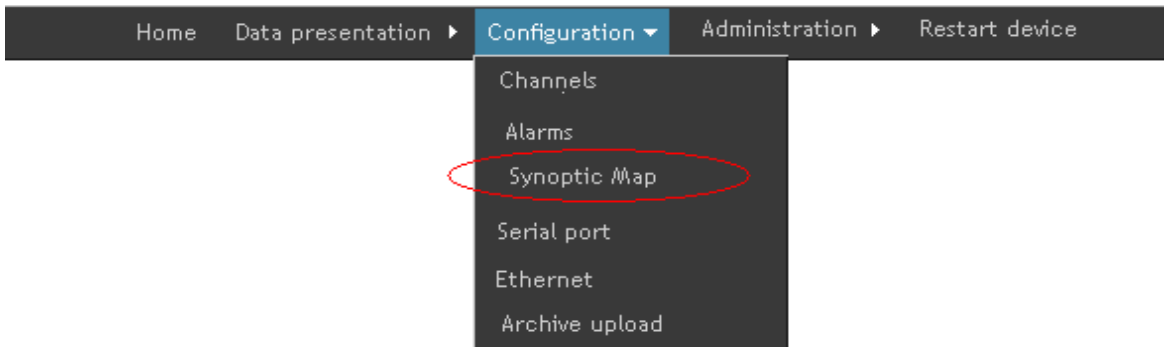 Home Data presentation Configuration Administration Restart device
Channels
Alarms
Synoptic Map
Serial port
Ethernet
Archive upload